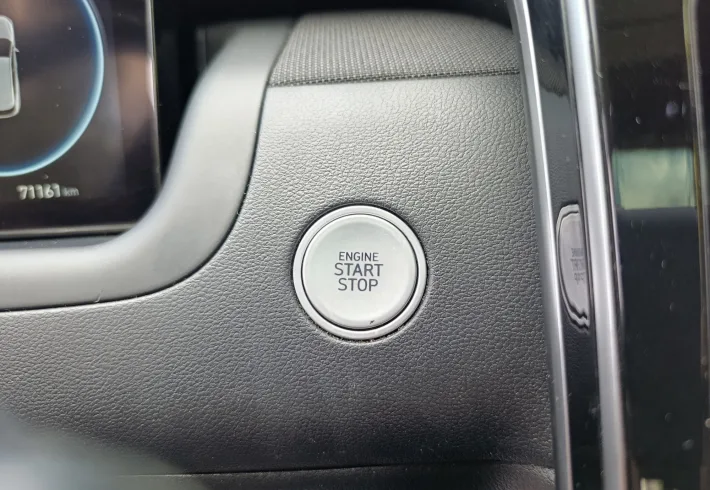 71161 km
ENGINE
START
STOP